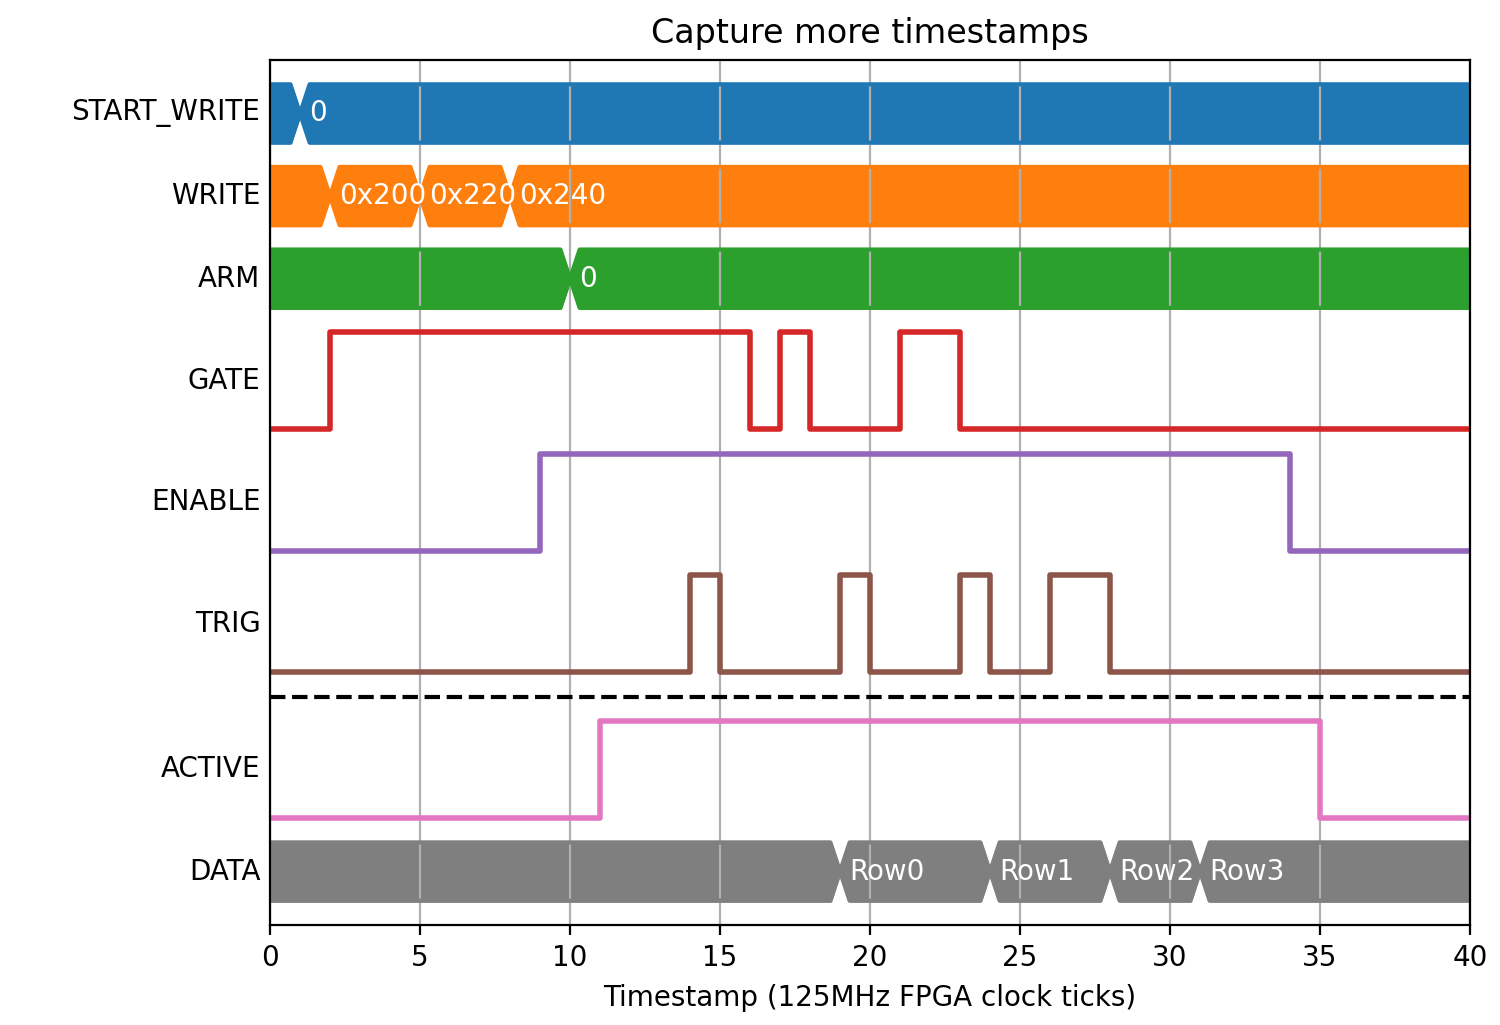 Capture more timestamps
START_WRITE 0
WRITE 0x200 0x220 0x240
ARM 0
GATE
ENABLE
TRIG
ACTIVE
DATA Row0 Row1 Row2 Row3
0 5 10 15 20 25 30 35 40
Timestamp (125MHz FPGA clock ticks)